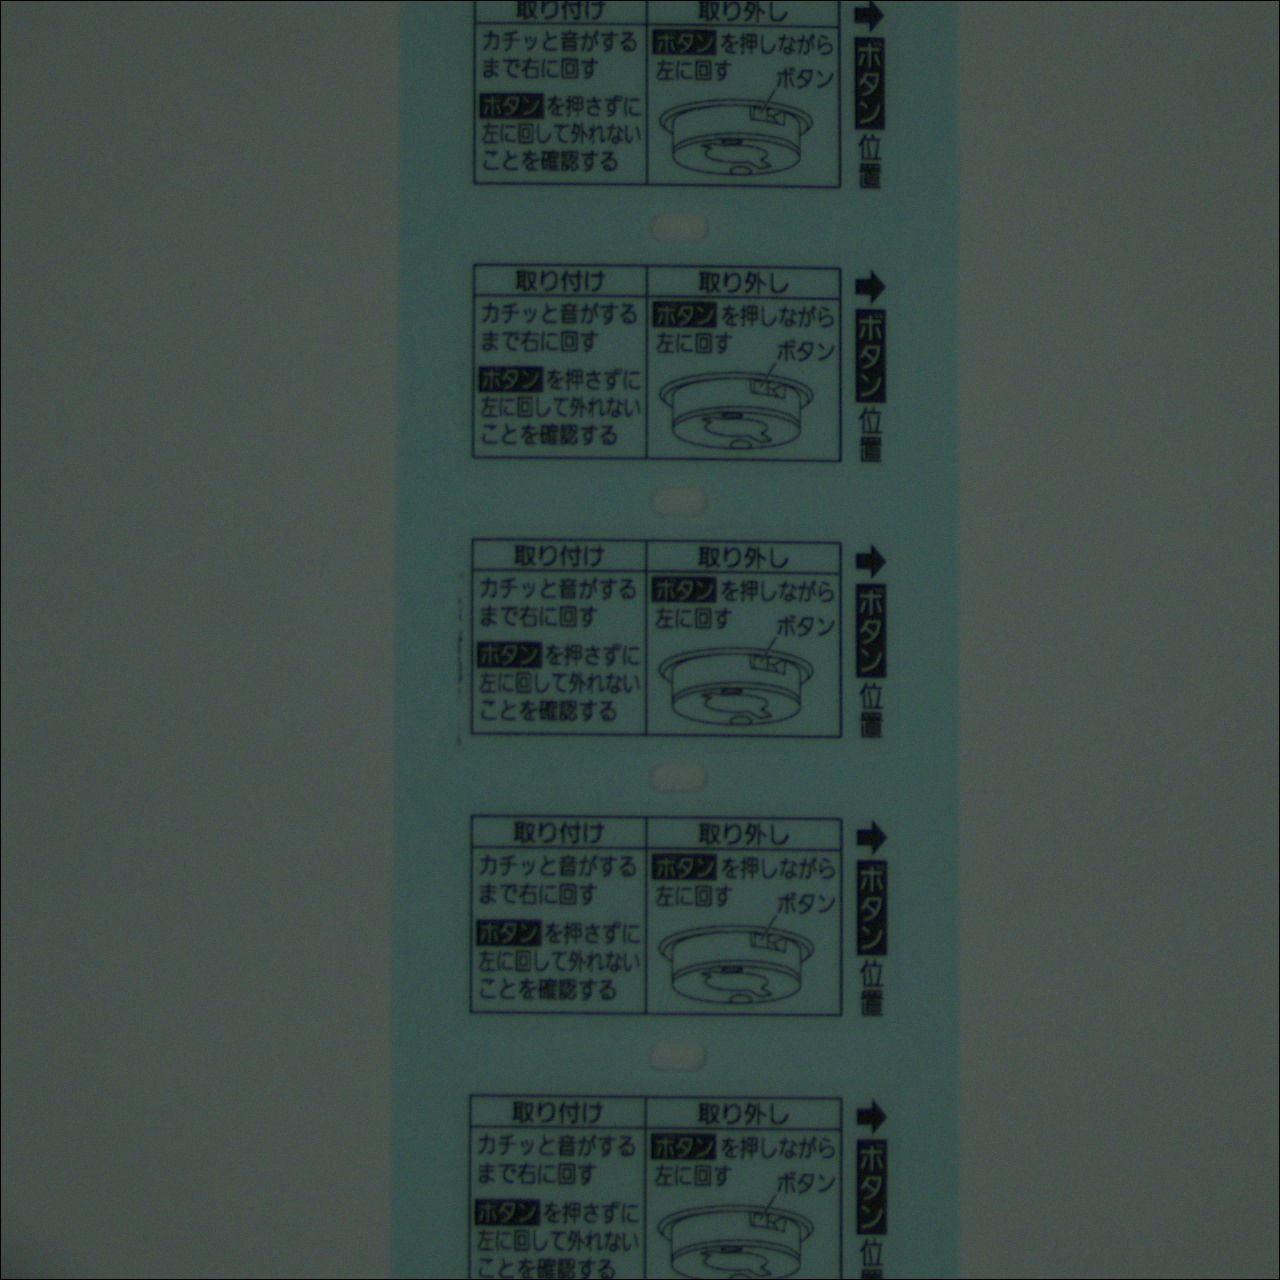 取り付け
カチッと音がする
まで右に回す
ボタンを押さずに
左に回して外れない
ことを確認する
取り外し
ボタンを押しながら
左に回す
ボタン
➡ボタン位置
取り付け
カチッと音がする
まで右に回す
ボタンを押さずに
左に回して外れない
ことを確認する
取り外し
ボタンを押しながら
左に回す
ボタン
➡ボタン位置
取り付け
カチッと音がする
まで右に回す
ボタンを押さずに
左に回して外れない
ことを確認する
取り外し
ボタンを押しながら
左に回す
ボタン
➡ボタン位置
取り付け
カチッと音がする
まで右に回す
ボタンを押さずに
左に回して外れない
ことを確認する
取り外し
ボタンを押しながら
左に回す
ボタン
➡ボタン位置
取り付け
カチッと音がする
まで右に回す
ボタンを押さずに
左に回して外れない
ことを確認する
取り外し
ボタンを押しながら
左に回す
ボタン
➡ボタン位置